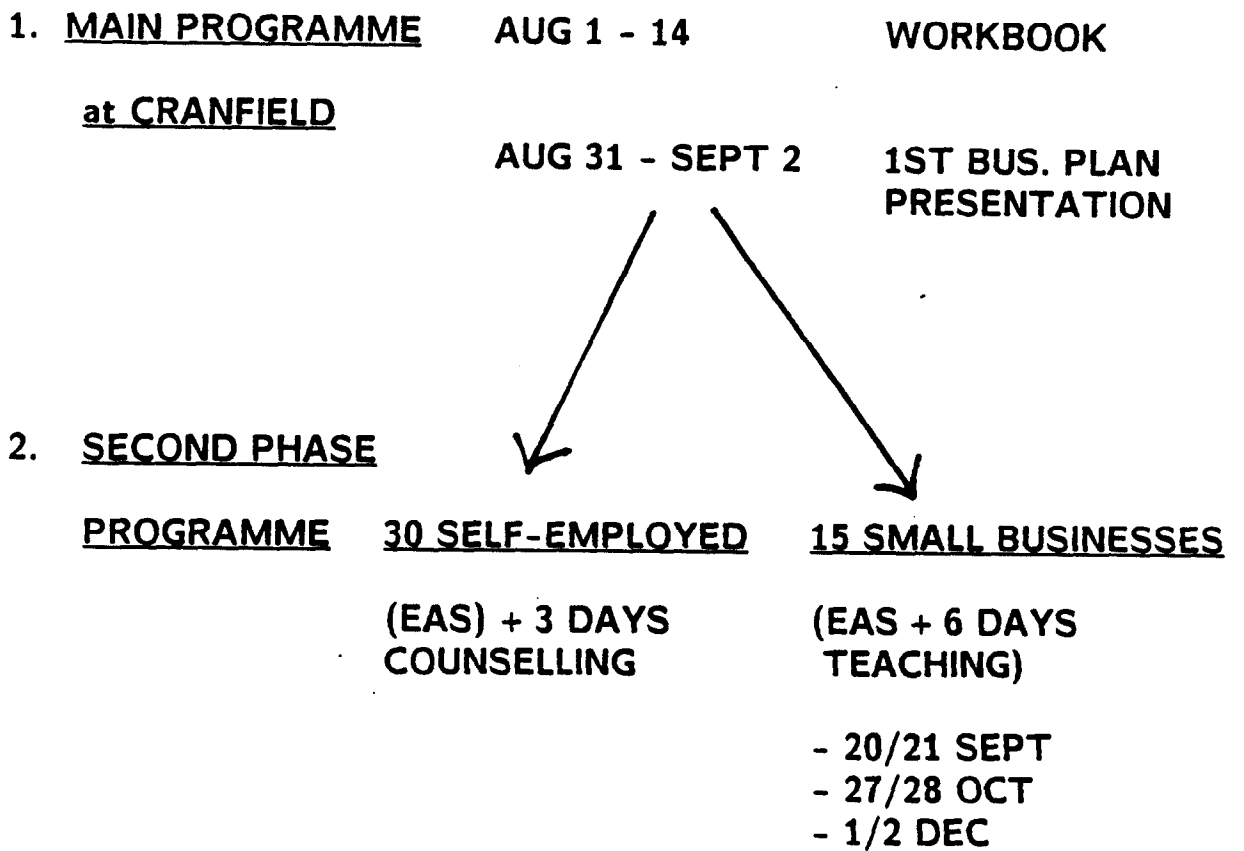 1. MAIN PROGRAMME AUG 1 - 14 WORKBOOK
at CRANFIELD
AUG 31 - SEPT 2 1ST BUS. PLAN
PRESENTATION
2. SECOND PHASE
PROGRAMME 30 SELF-EMPLOYED 15 SMALL BUSINESSES
(EAS) + 3 DAYS (EAS + 6 DAYS
COUNSELLING TEACHING)
- 20/21 SEPT
- 27/28 OCT
- 1/2 DEC